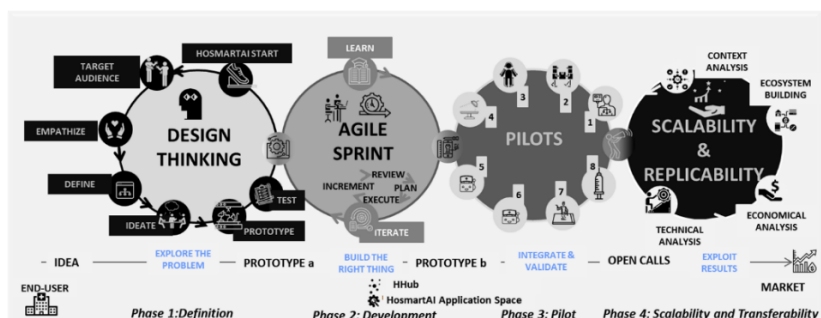 HOSMARTAI START
TARGET
AUDIENCE
EMPATHIZE
DEFINE
IDEATE
PROTOTYPE
TEST
DESIGN
THINKING
LEARN
AGILE
SPRINT
REVIEW
INCREMENT
PLAN
EXECUTE
ITERATE
PILOTS
1
2
3
4
5
6
7
8
CONTEXT
ANALYSIS
ECOSYSTEM
BUILDING
SCALABILITY
&
REPLICABILITY
ECONOMICAL
ANALYSIS
TECHNICAL
ANALYSIS
IDEA
EXPLORE THE
PROBLEM
PROTOTYPE a
BUILD THE
RIGHT THING
PROTOTYPE b
INTEGRATE &
VALIDATE
OPEN CALLS
EXPLOIT
RESULTS
MARKET
END-USER
HHub
HosmartAI Application Space
Phase 1:Definition
Phase 2: Development
Phase 3: Pilot
Phase 4: Scalability and Transferability